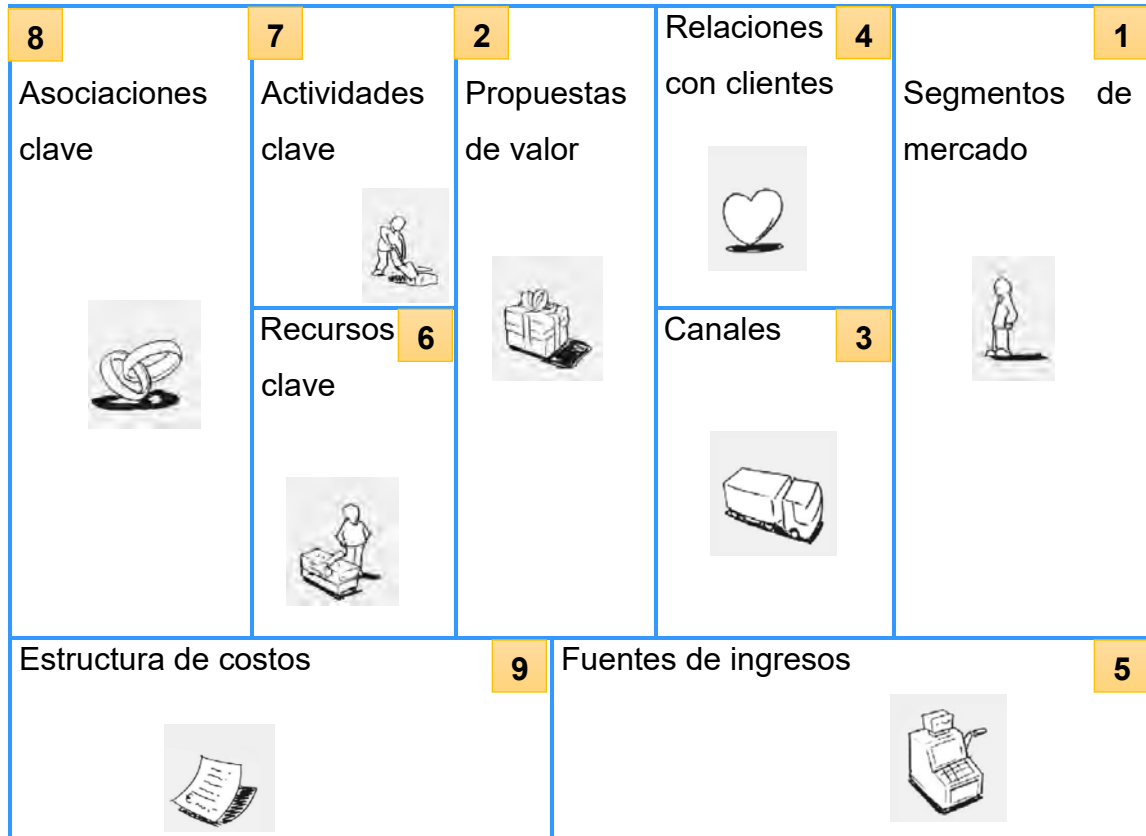 8
Asociaciones
clave
7
Actividades
clave
Recursos
clave
6
2
Propuestas
de valor
Relaciones
con clientes
4
Canales
3
1
Segmentos de
mercado
Estructura de costos
9
Fuentes de ingresos
5